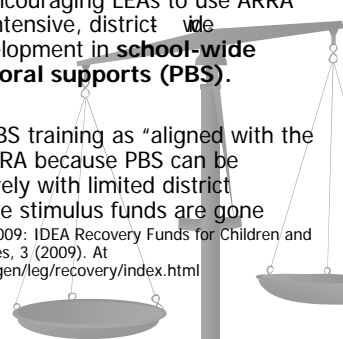 ncouraging LEAs to use ARRA
ntensive, district- wide
elopment in school-wide
oral supports (PBS).
BS training as “aligned with the
RA because PBS can be
ely with limited district
e stimulus funds are gone
009: IDEA Recovery Funds for Children and
es, 3 (2009). At
gen/leg/recovery/index.html